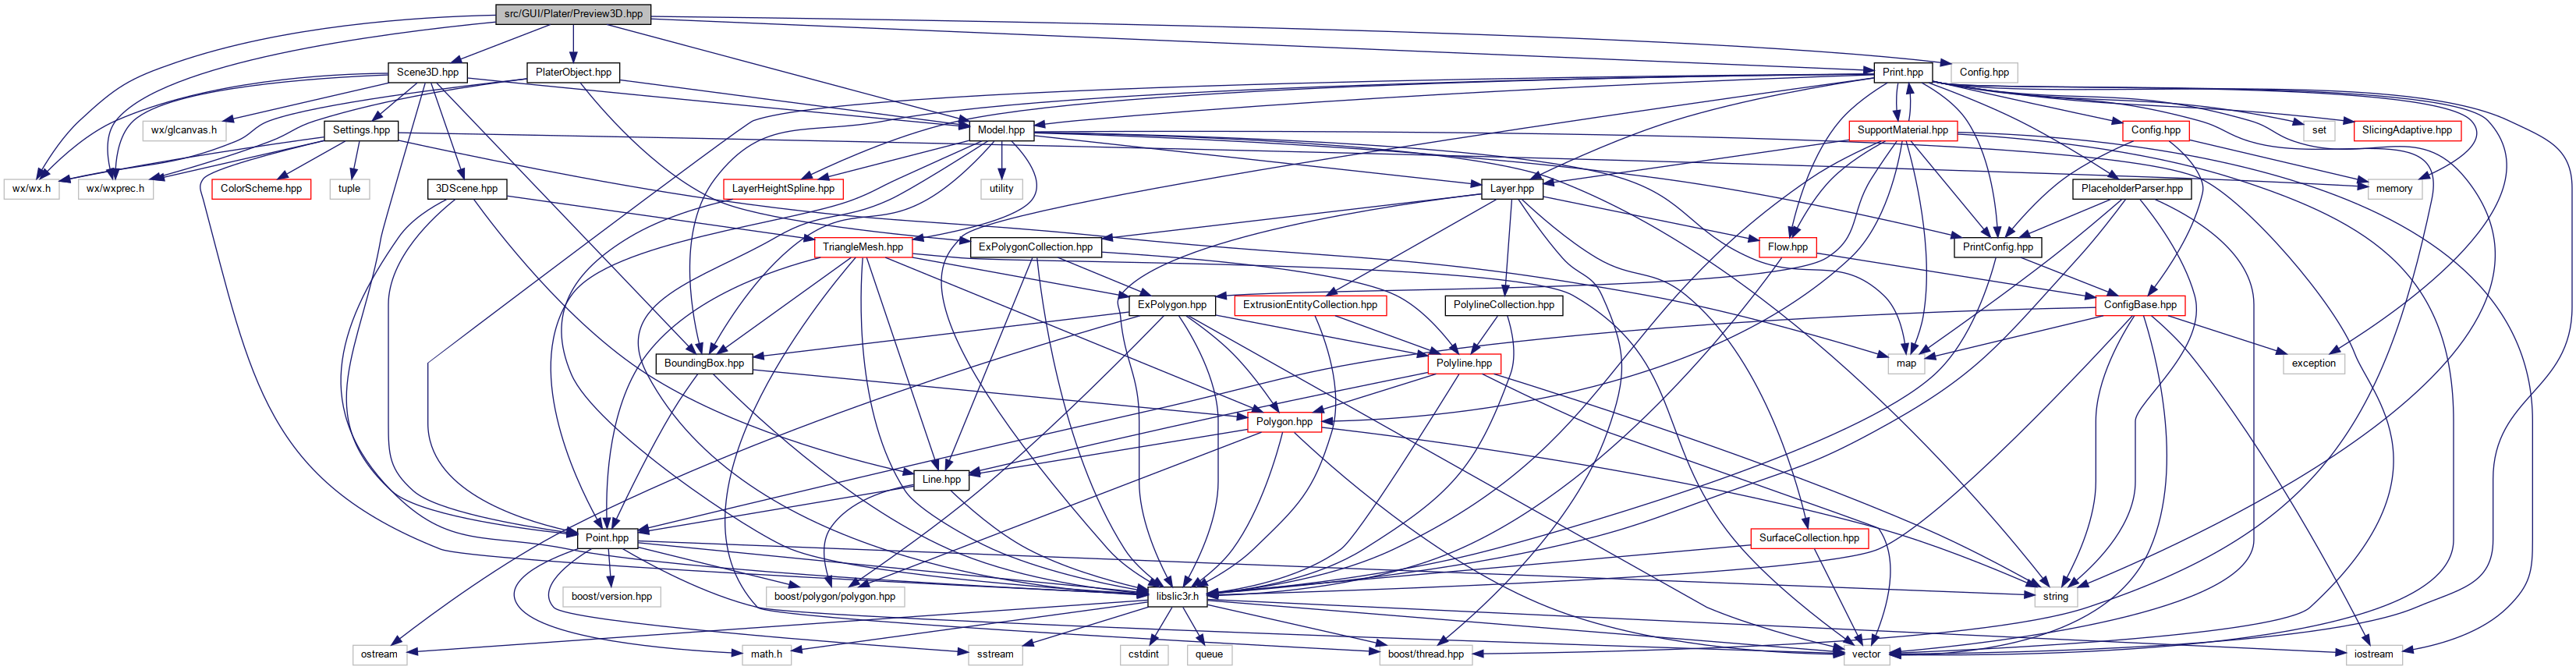 src/GUI/Plater/Preview3D.hpp
Scene3D.hpp
PlaterObject.hpp
Print.hpp
Config.hpp
wx/glcanvas.h
Settings.hpp
Model.hpp
SupportMaterial.hpp
Config.hpp
set
SlicingAdaptive.hpp
wx/wx.h
wx/wxprec.h
ColorScheme.hpp
tuple
3DScene.hpp
LayerHeightSpline.hpp
utility
Layer.hpp
PlaceholderParser.hpp
memory
TriangleMesh.hpp
ExPolygonCollection.hpp
Flow.hpp
PrintConfig.hpp
ExPolygon.hpp
ExtrusionEntityCollection.hpp
PolylineCollection.hpp
ConfigBase.hpp
BoundingBox.hpp
Polyline.hpp
map
exception
Polygon.hpp
Line.hpp
Point.hpp
SurfaceCollection.hpp
boost/version.hpp
boost/polygon/polygon.hpp
libslic3r.h
string
ostream
math.h
sstream
cstdint
queue
boost/thread.hpp
vector
iostream